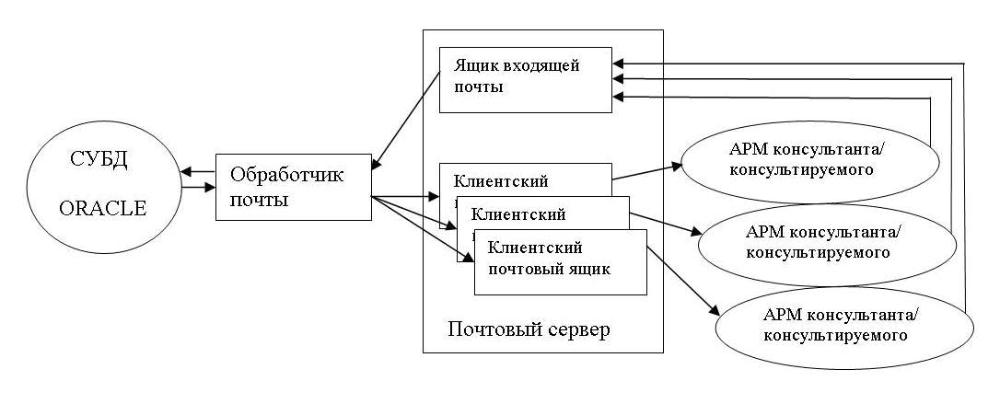 Ящик входящей
почты
СУБД
ORACLE
Обработчик
почты
Клиентский
Клиентский
Клиентский
почтовый ящик
Почтовый сервер
АРМ консультанта/
консультируемого
АРМ консультанта/
консультируемого
АРМ консультанта/
консультируемого